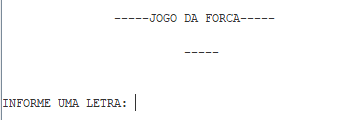 -----JOGO DA FORCA-----
-----
INFORME UMA LETRA: